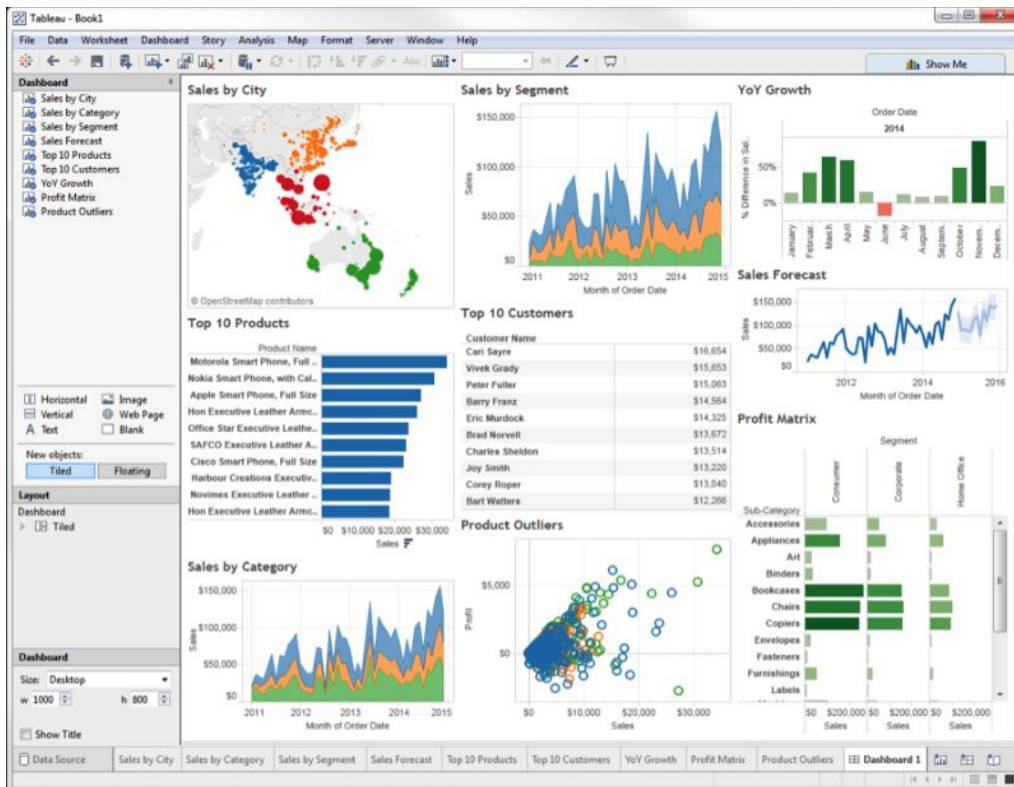 Tableau - Book1
File Data Worksheet Dashboard Story Analysis Map Format Server Window Help
Abc
Show Me
Dashboard
Sales by City
Sales by Category
Sales by Segment
Sales Forecast
Top 10 Products
Top 10 Customers
YoY Growth
Profit Matrix
Product Outliers
Horizontal Image
Vertical Web Page
A Text Blank
New objects:
Tiled Floating
Layout
Dashboard
Tiled
Dashboard
Size: Desktop
w 1000 h 800
Show Title
Sales by City
© OpenStreetMap contributors
Sales by Segment
$150,000
$100,000
$50,000
$0
Sales
2011 2012 2013 2014 2015
Month of Order Date
YoY Growth
Order Date
2014
% Difference in Sal..
50%
0%
January
Februar..
March
April
May
June
July
August
Septem..
October
Novem..
Decem..
Sales Forecast
$150,000
$100,000
$50,000
$0
Sales
2012 2014 2016
Month of Order Date
Top 10 Products
Product Name
Motorola Smart Phone, Full ..
Nokia Smart Phone, with Cal..
Apple Smart Phone, Full Size
Hon Executive Leather Armc..
Office Star Executive Leathe..
SAFCO Executive Leather A..
Cisco Smart Phone, Full Size
Harbour Creations Executiv..
Novimex Executive Leather ..
Hon Executive Leather Armc..
$0 $10,000 $20,000 $30,000
Sales
Top 10 Customers
Customer Name
Cari Sayre $16,654
Vivek Grady $15,653
Peter Fuller $15,063
Barry Franz $14,564
Eric Murdock $14,325
Brad Norvell $13,672
Charles Sheldon $13,514
Joy Smith $13,220
Corey Roper $13,040
Bart Watters $12,266
Profit Matrix
Segment
Consumer
Corporate
Home Office
Sub-Category
Accessories
Appliances
Art
Binders
Bookcases
Chairs
Copiers
Envelopes
Fasteners
Furnishings
Labels
$0 $200,000 $0 $200,000 $0 $200,000
Sales Sales Sales
Sales by Category
$150,000
$100,000
$50,000
$0
Sales
2011 2012 2013 2014 2015
Month of Order Date
Product Outliers
$5,000
$0
Profit
$0 $10,000 $20,000 $30,000
Sales
Data Source Sales by City Sales by Category Sales by Segment Sales Forecast Top 10 Products Top 10 Customers YoY Growth Profit Matrix Product Outliers Dashboard 1